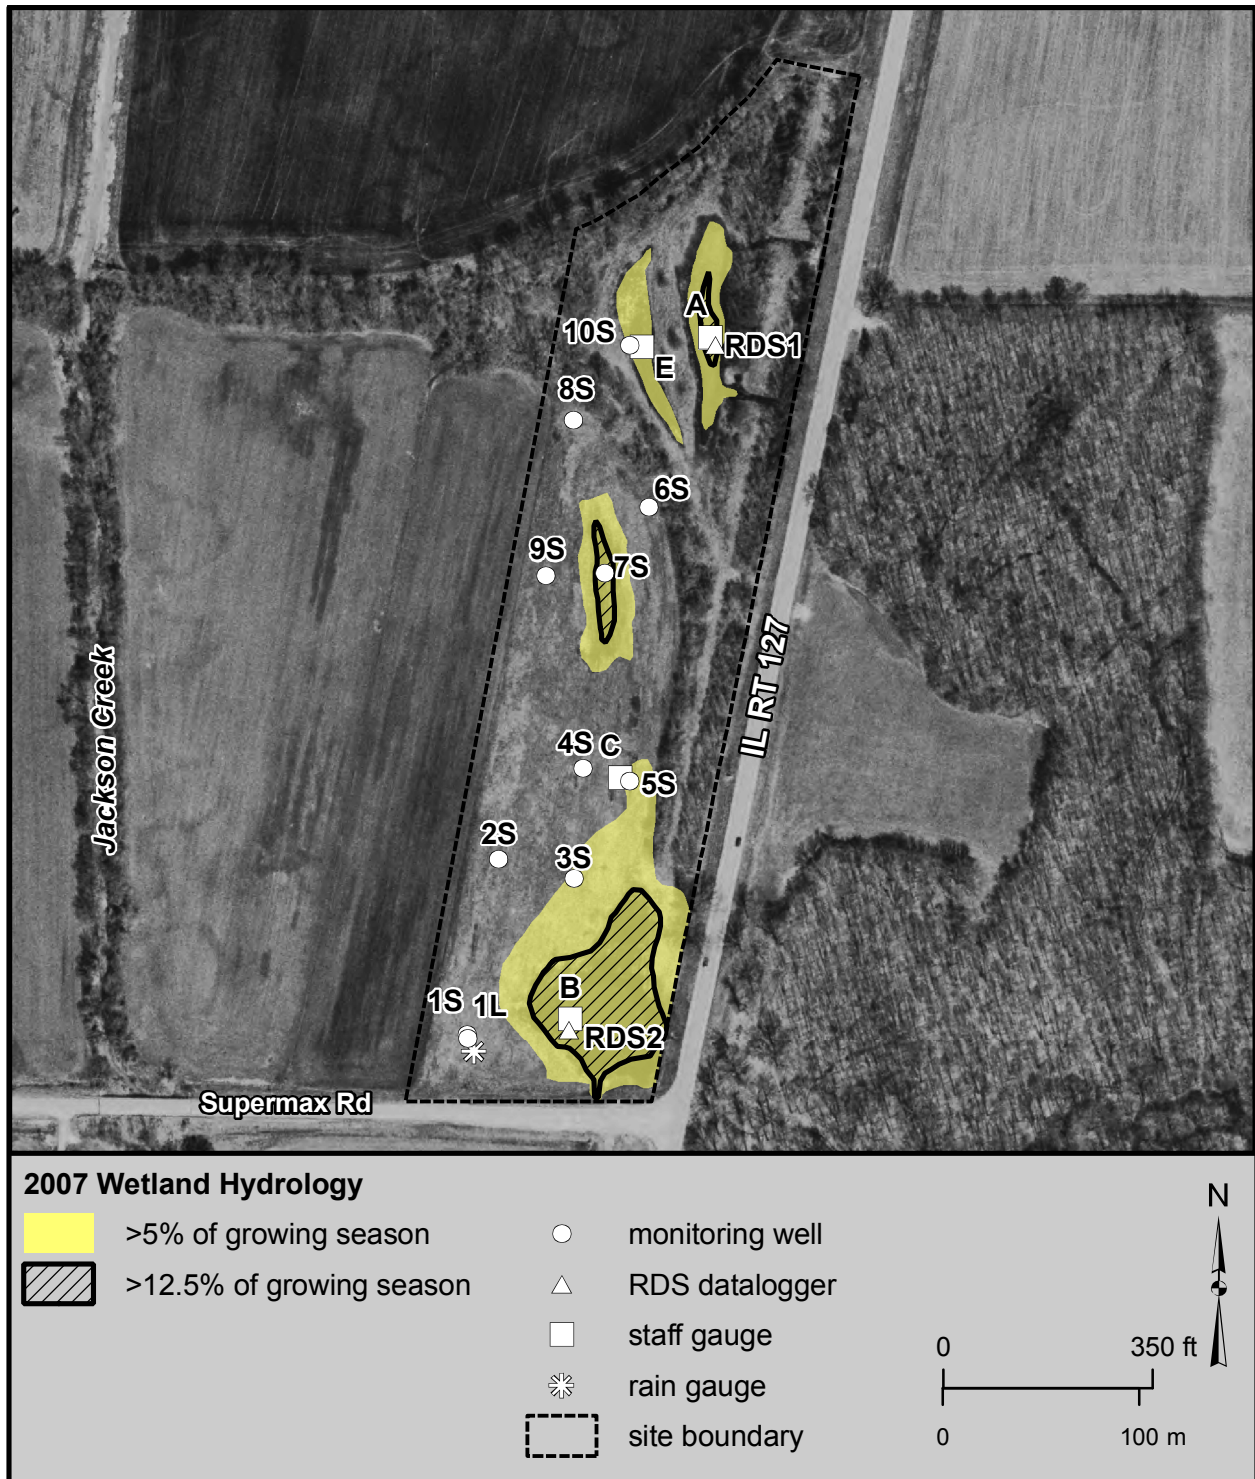 A
10S
RDS1
E
8S
6S
9S
7S
IL RT 127
Jackson Creek
4S C
5S
2S
3S
1S 1L
B
RDS2
Supermax Rd
2007 Wetland Hydrology
>5% of growing season
>12.5% of growing season
monitoring well
RDS datalogger
staff gauge
rain gauge
site boundary
N
0 350 ft
0 100 m